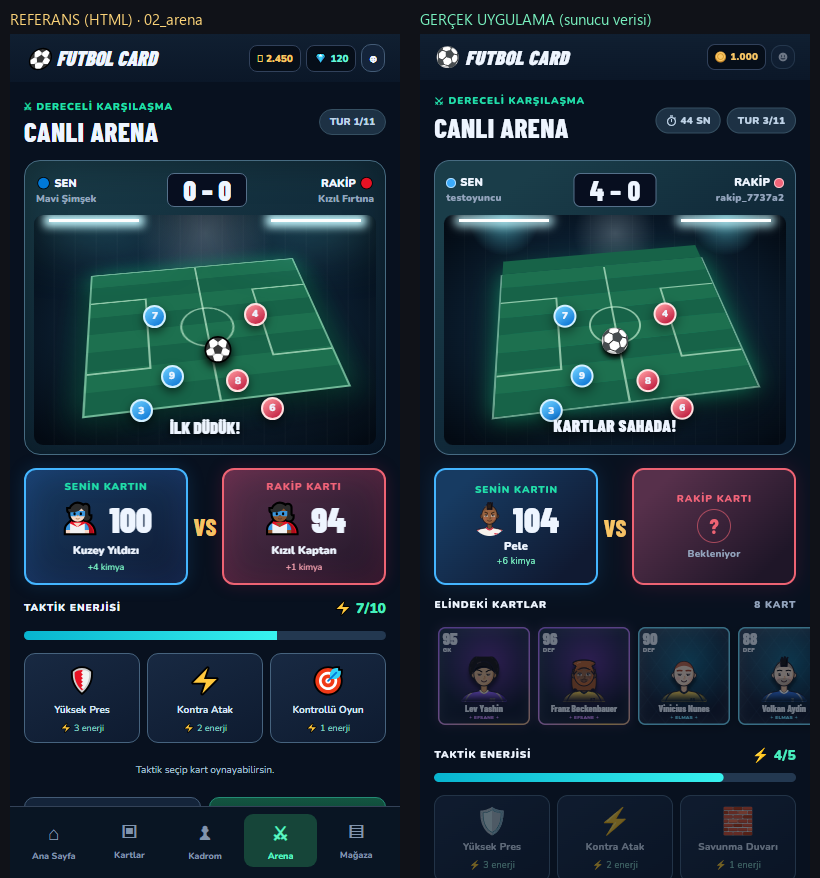 REFERANS (HTML) · 02_arena
FUTBOL CARD
2.450
120
DERECELİ KARŞILAŞMA
CANLI ARENA
TUR 1/11
SEN
Mavi Şimşek
0 - 0
RAKİP
Kızıl Fırtına
7
4
9
8
3
6
İLK DÜDÜK!
SENİN KARTIN
100
Kuzey Yıldızı
+4 kimya
VS
RAKİP KARTI
94
Kızıl Kaptan
+1 kimya
TAKTİK ENERJİSİ
7/10
Yüksek Pres
3 enerji
Kontra Atak
2 enerji
Kontrollü Oyun
1 enerji
Taktik seçip kart oynayabilirsin.
Ana Sayfa
Kartlar
Kadrom
Arena
Mağaza
GERÇEK UYGULAMA (sunucu verisi)
FUTBOL CARD
1.000
DERECELİ KARŞILAŞMA
CANLI ARENA
44 SN
TUR 3/11
SEN
testoyuncu
4 - 0
RAKİP
rakip_7737a2
7
4
9
8
3
6
KARTLAR SAHADA!
SENİN KARTIN
104
Pele
+6 kimya
VS
RAKİP KARTI
?
Bekleniyor
ELİNDEKİ KARTLAR
8 KART
95
GK
Lev Yashin
• EFSANE •
96
DEF
Franz Beckenbauer
• EFSANE •
90
DEF
Vinicius Nunes
• ELMAS •
88
DEF
Volkan Aydin
• ELMAS •
TAKTİK ENERJİSİ
4/5
Yüksek Pres
3 enerji
Kontra Atak
2 enerji
Savunma Duvarı
1 enerji